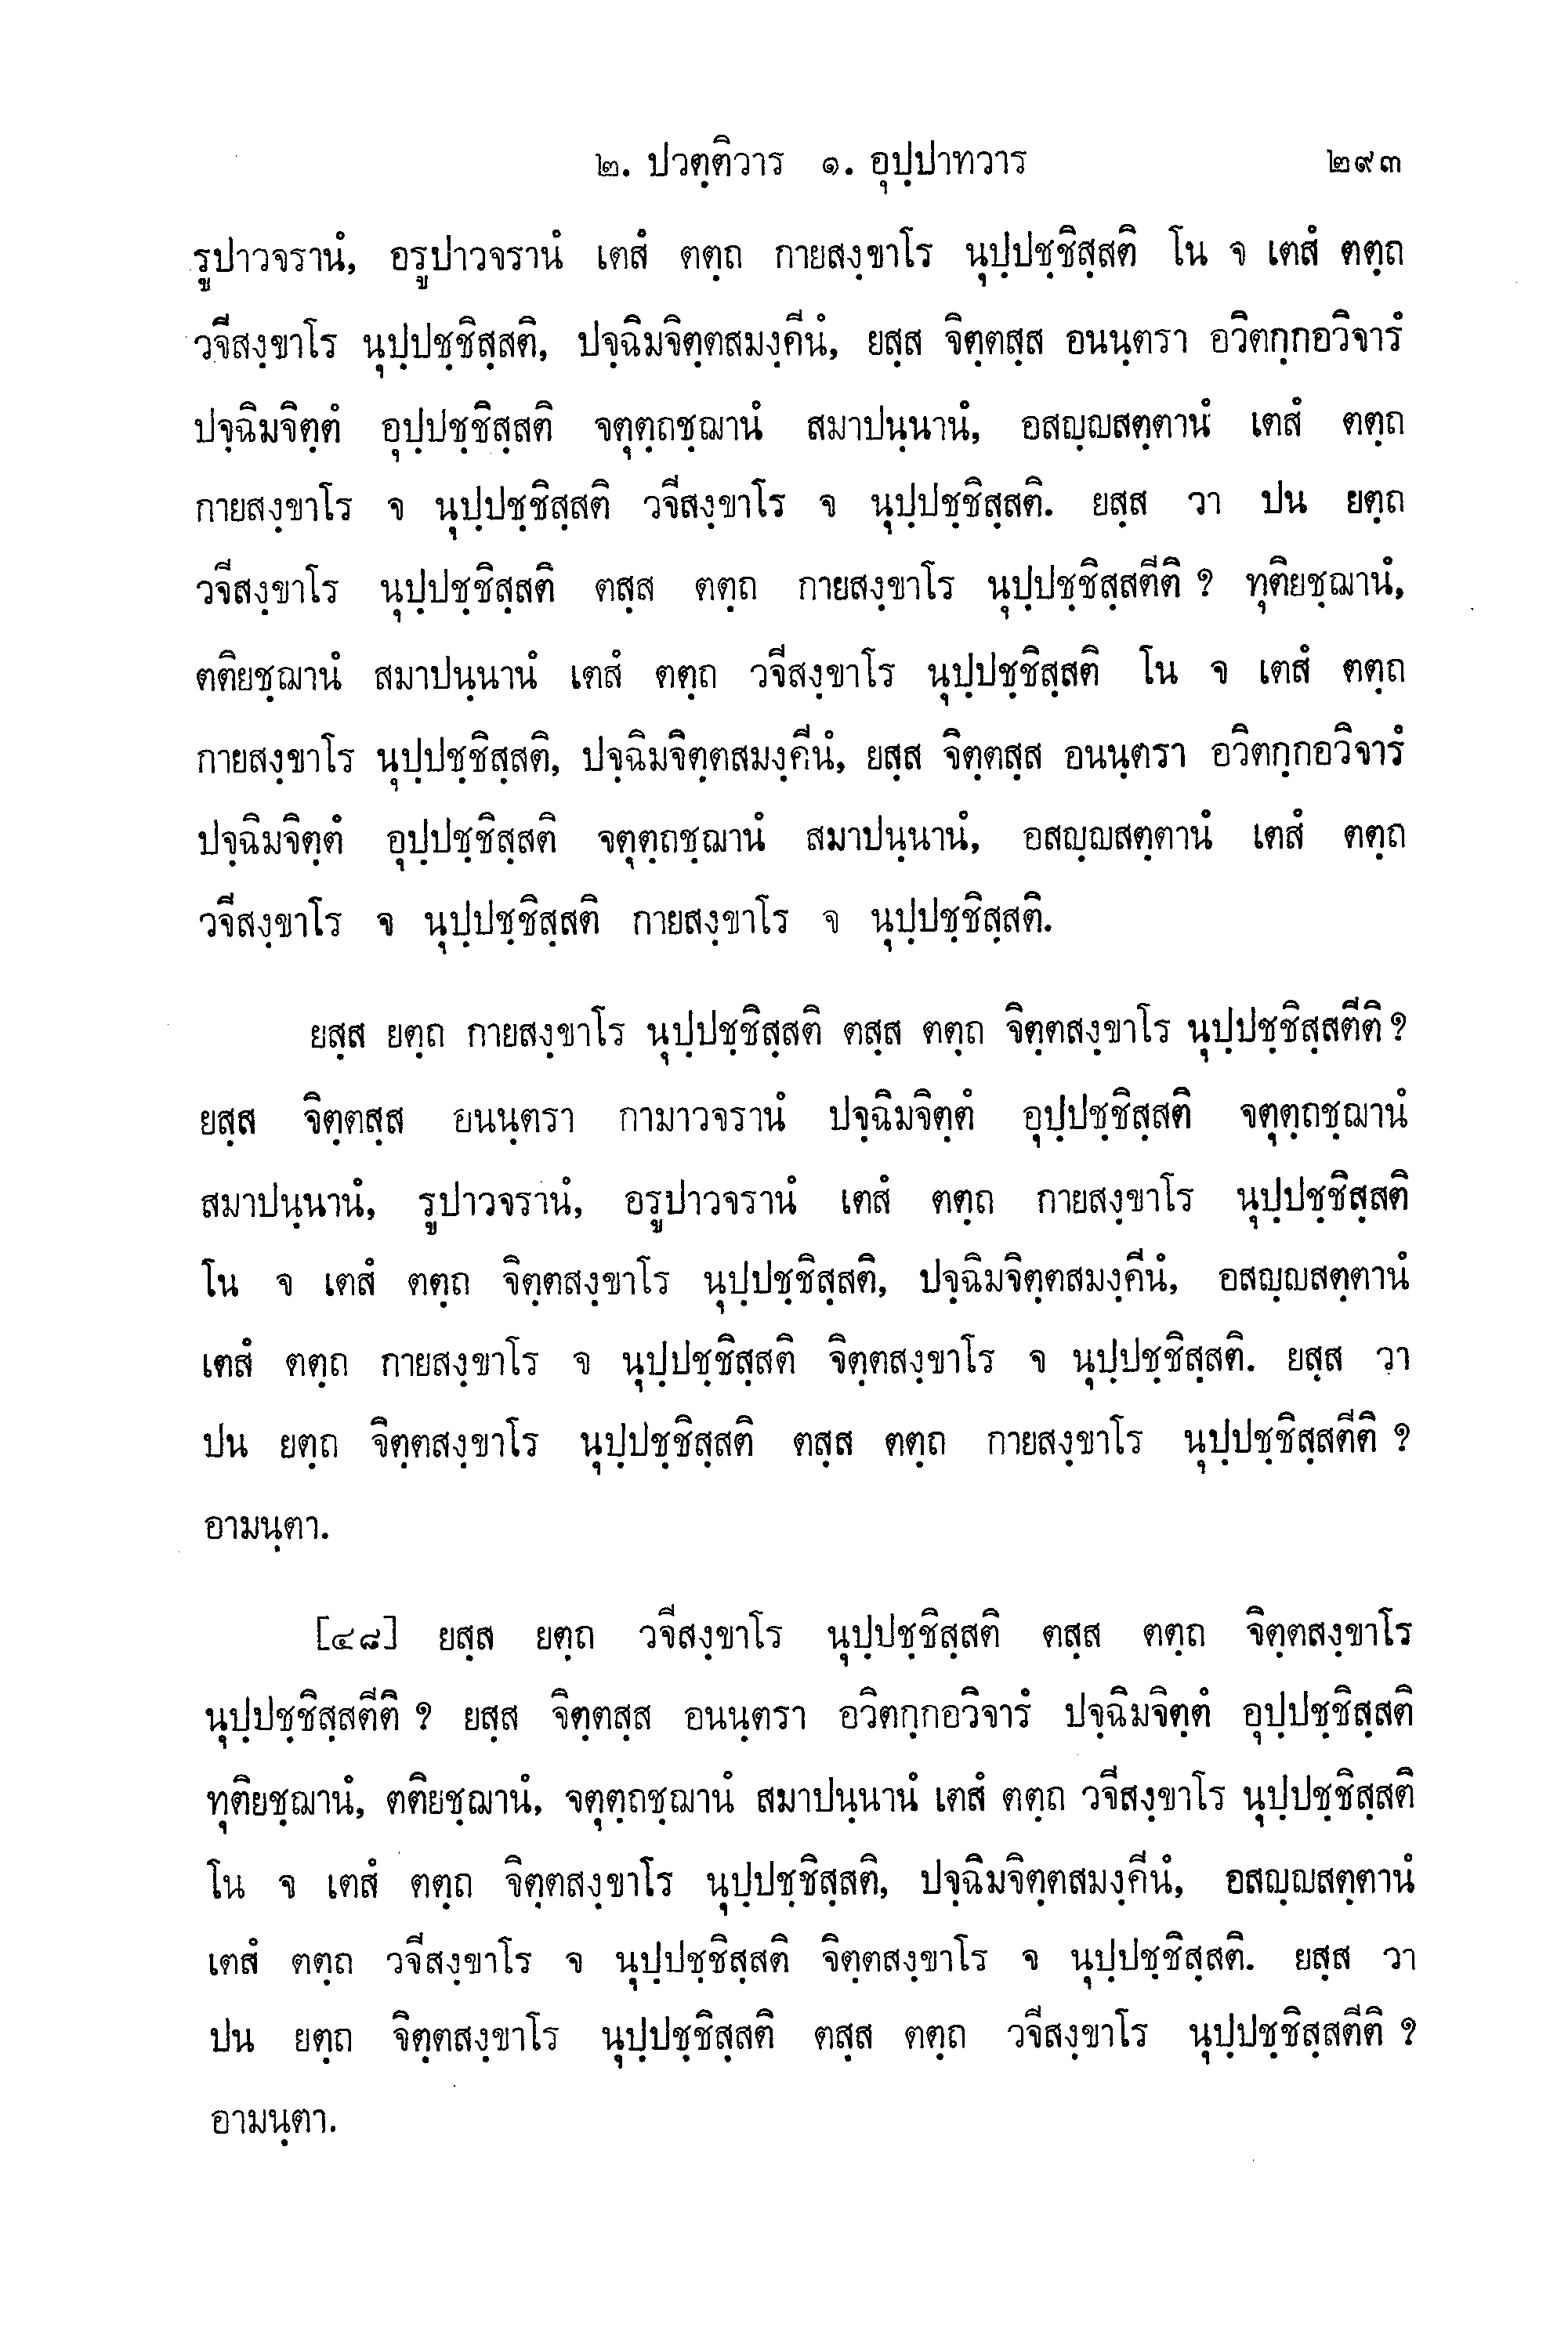 ๒. ปวตฺติวาร ๑. อุปฺปาทวาร ๒๙๓
รูปาวจรานํ, อรูปาวจรานํ เตสํ ตตฺถ กายสงฺขาโร นุปฺปชฺชิสฺสติ โน จ เตสํ ตตฺถ
วจีสงฺขาโร นุปฺปชฺชิสฺสติ, ปจฺฉิมจิตฺตสมงฺคีนํ, ยสฺส จิตฺตสฺส อนนฺตรา อวิตกฺกอวิจารํ
ปจฺฉิมจิตฺตํ อุปฺปชฺชิสฺสติ จตุตฺถชฺฌานํ สมาปนฺนานํ, อสญฺญสตฺตานํ เตสํ ตตฺถ
กายสงฺขาโร จ นุปฺปชฺชิสฺสติ วจีสงฺขาโร จ นุปฺปชฺชิสฺสติ. ยสฺส วา ปน ยตฺถ
วจีสงฺขาโร นุปฺปชฺชิสฺสติ ตสฺส ตตฺถ กายสงฺขาโร นุปฺปชฺชิสฺสตีติ ? ทุติยชฺฌานํ,
ตติยชฺฌานํ สมาปนฺนานํ เตสํ ตตฺถ วจีสงฺขาโร นุปฺปชฺชิสฺสติ โน จ เตสํ ตตฺถ
กายสงฺขาโร นุปฺปชฺชิสฺสติ, ปจฺฉิมจิตฺตสมงฺคีนํ, ยสฺส จิตฺตสฺส อนนฺตรา อวิตกฺกอวิจารํ
ปจฺฉิมจิตฺตํ อุปฺปชฺชิสฺสติ จตุตฺถชฺฌานํ สมาปนฺนานํ, อสญฺญสตฺตานํ เตสํ ตตฺถ
วจีสงฺขาโร จ นุปฺปชฺชิสฺสติ กายสงฺขาโร จ นุปฺปชฺชิสฺสติ.
ยสฺส ยตฺถ กายสงฺขาโร นุปฺปชฺชิสฺสติ ตสฺส ตตฺถ จิตฺตสงฺขาโร นุปฺปชฺชิสฺสตีติ ?
ยสฺส จิตฺตสฺส อนนฺตรา กามาวจรานํ ปจฺฉิมจิตฺตํ อุปฺปชฺชิสฺสติ จตุตฺถชฺฌานํ
สมาปนฺนานํ, รูปาวจรานํ, อรูปาวจรานํ เตสํ ตตฺถ กายสงฺขาโร นุปฺปชฺชิสฺสติ
โน จ เตสํ ตตฺถ จิตฺตสงฺขาโร นุปฺปชฺชิสฺสติ, ปจฺฉิมจิตฺตสมงฺคีนํ, อสญฺญสตฺตานํ
เตสํ ตตฺถ กายสงฺขาโร จ นุปฺปชฺชิสฺสติ จิตฺตสงฺขาโร จ นุปฺปชฺชิสฺสติ. ยสฺส วา
ปน ยตฺถ จิตฺตสงฺขาโร นุปฺปชฺชิสฺสติ ตสฺส ตตฺถ กายสงฺขาโร นุปฺปชฺชิสฺสตีติ ?
อามนฺตา.
[๔๘] ยสฺส ยตฺถ วจีสงฺขาโร นุปฺปชฺชิสฺสติ ตสฺส ตตฺถ จิตฺตสงฺขาโร
นุปฺปชฺชิสฺสตีติ ? ยสฺส จิตฺตสฺส อนนฺตรา อวิตกฺกอวิจารํ ปจฺฉิมจิตฺตํ อุปฺปชฺชิสฺสติ
ทุติยชฺฌานํ, ตติยชฺฌานํ, จตุตฺถชฺฌานํ สมาปนฺนานํ เตสํ ตตฺถ วจีสงฺขาโร นุปฺปชฺชิสฺสติ
โน จ เตสํ ตตฺถ จิตฺตสงฺขาโร นุปฺปชฺชิสฺสติ, ปจฺฉิมจิตฺตสมงฺคีนํ, อสญฺญสตฺตานํ
เตสํ ตตฺถ วจีสงฺขาโร จ นุปฺปชฺชิสฺสติ จิตฺตสงฺขาโร จ นุปฺปชฺชิสฺสติ. ยสฺส วา
ปน ยตฺถ จิตฺตสงฺขาโร นุปฺปชฺชิสฺสติ ตสฺส ตตฺถ วจีสงฺขาโร นุปฺปชฺชิสฺสตีติ ?
อามนฺตา.